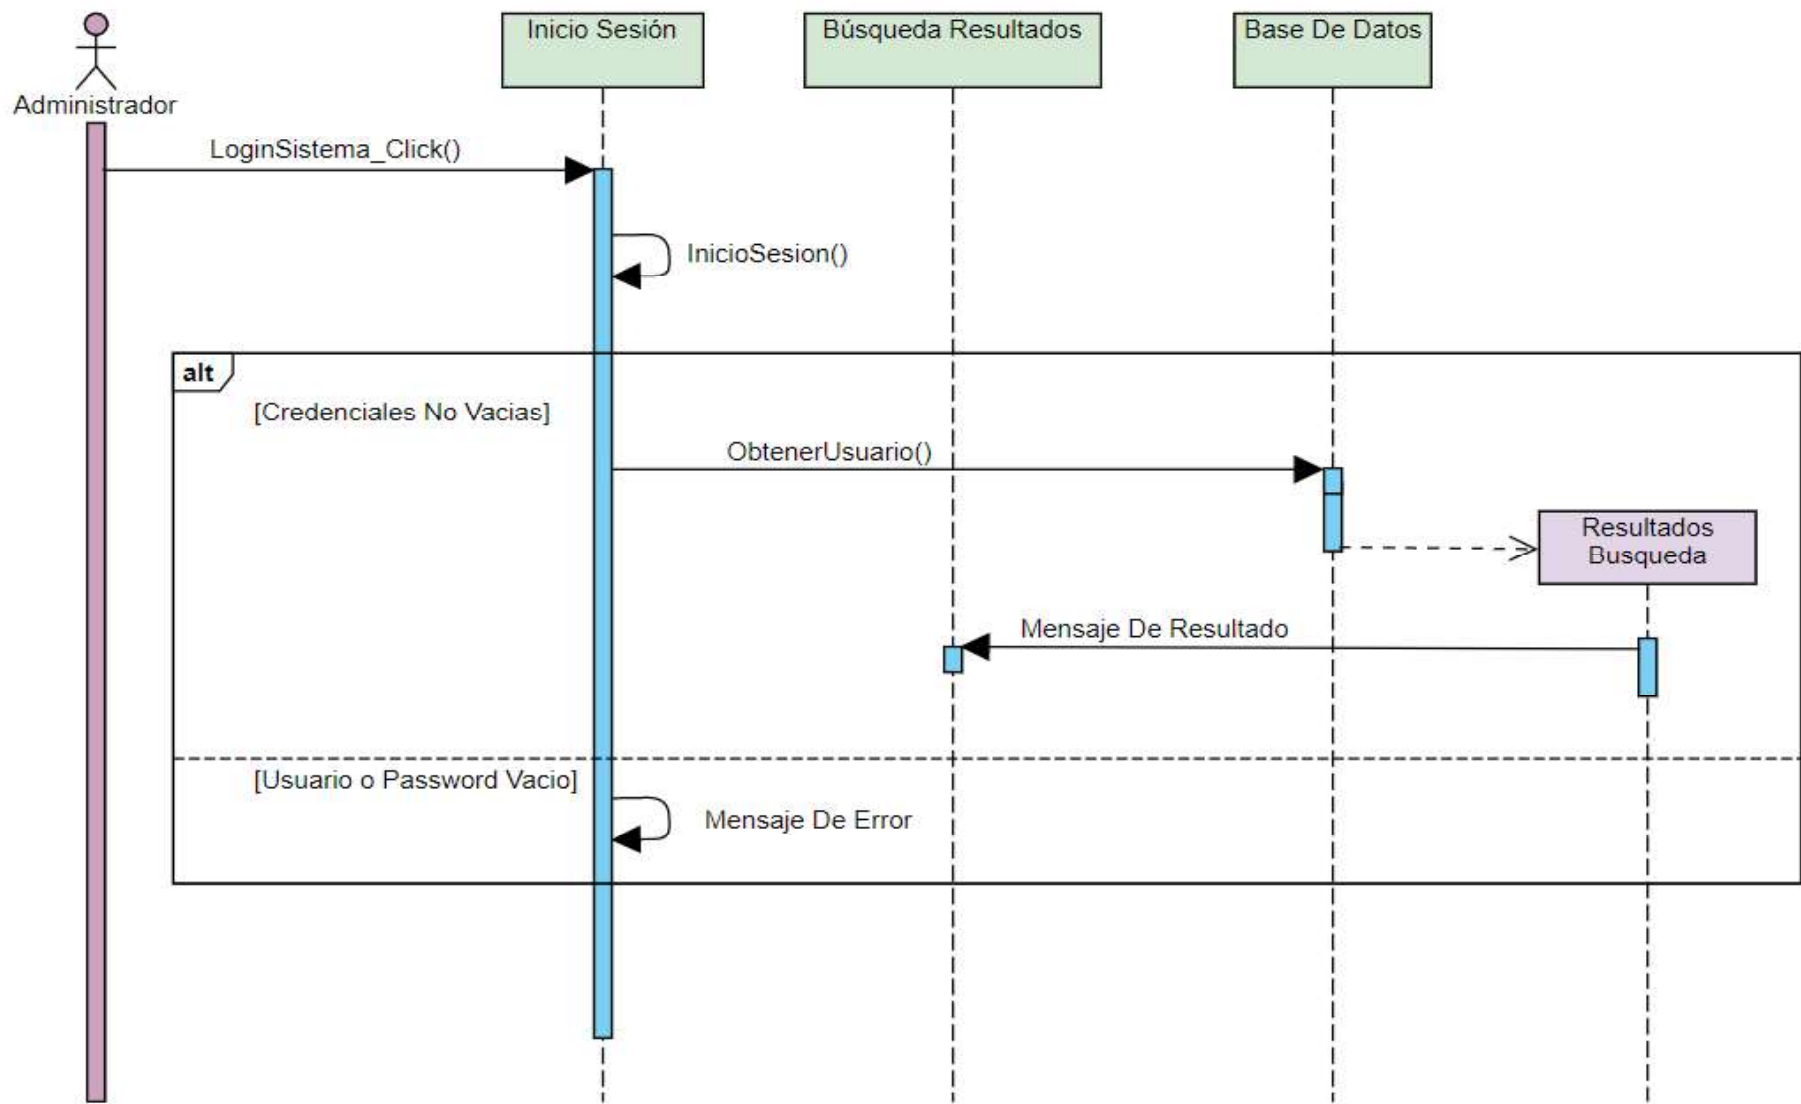 Inicio Sesión
Búsqueda Resultados
Base De Datos
Administrador
LoginSistema_Click()
InicioSesion()
alt
[Credenciales No Vacias]
ObtenerUsuario()
Resultados
Busqueda
Mensaje De Resultado
[Usuario o Password Vacio]
Mensaje De Error